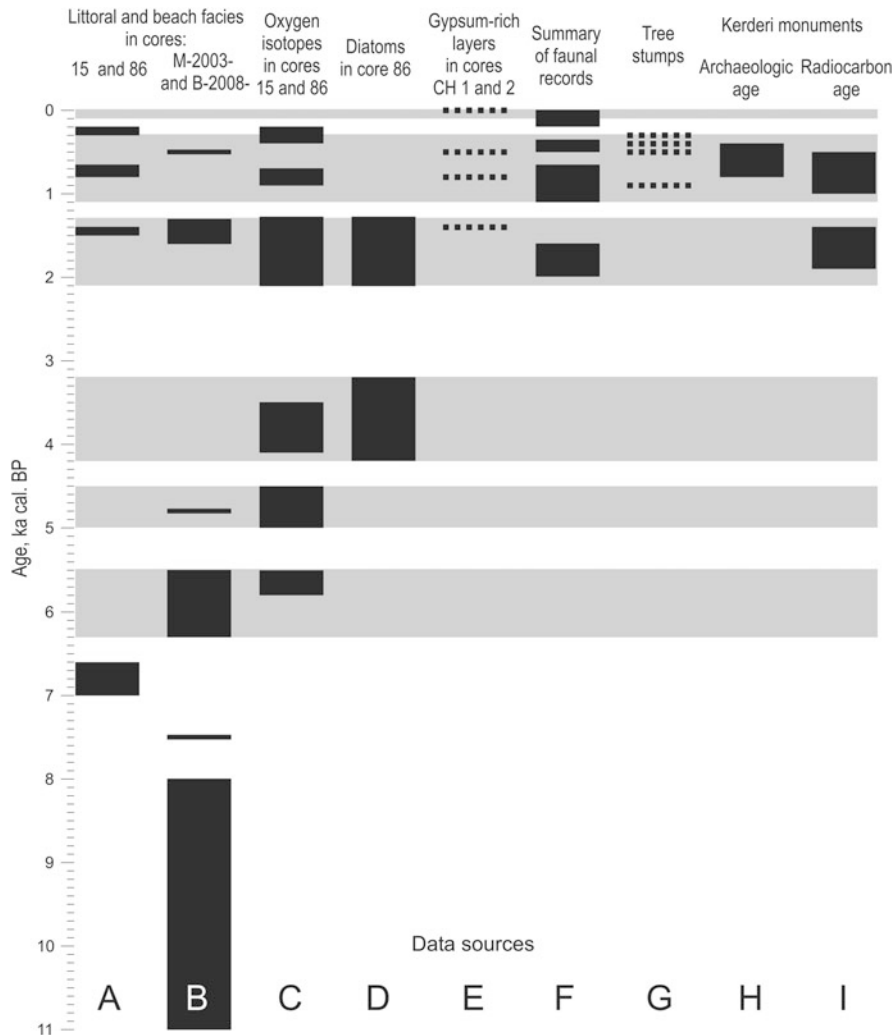 Littoral and beach facies
in cores:
15 and 86
M-2003-
and B-2008-
Oxygen
isotopes
in cores
15 and 86
Diatoms
in core 86
Gypsum-rich
layers
in cores
CH 1 and 2
Summary
of faunal
records
Tree
stumps
Kerderi monuments
Archaeologic
age
Radiocarbon
age
Age, ka cal. BP
0
1
2
3
4
5
6
7
8
9
10
11
Data sources
A B C D E F G H I